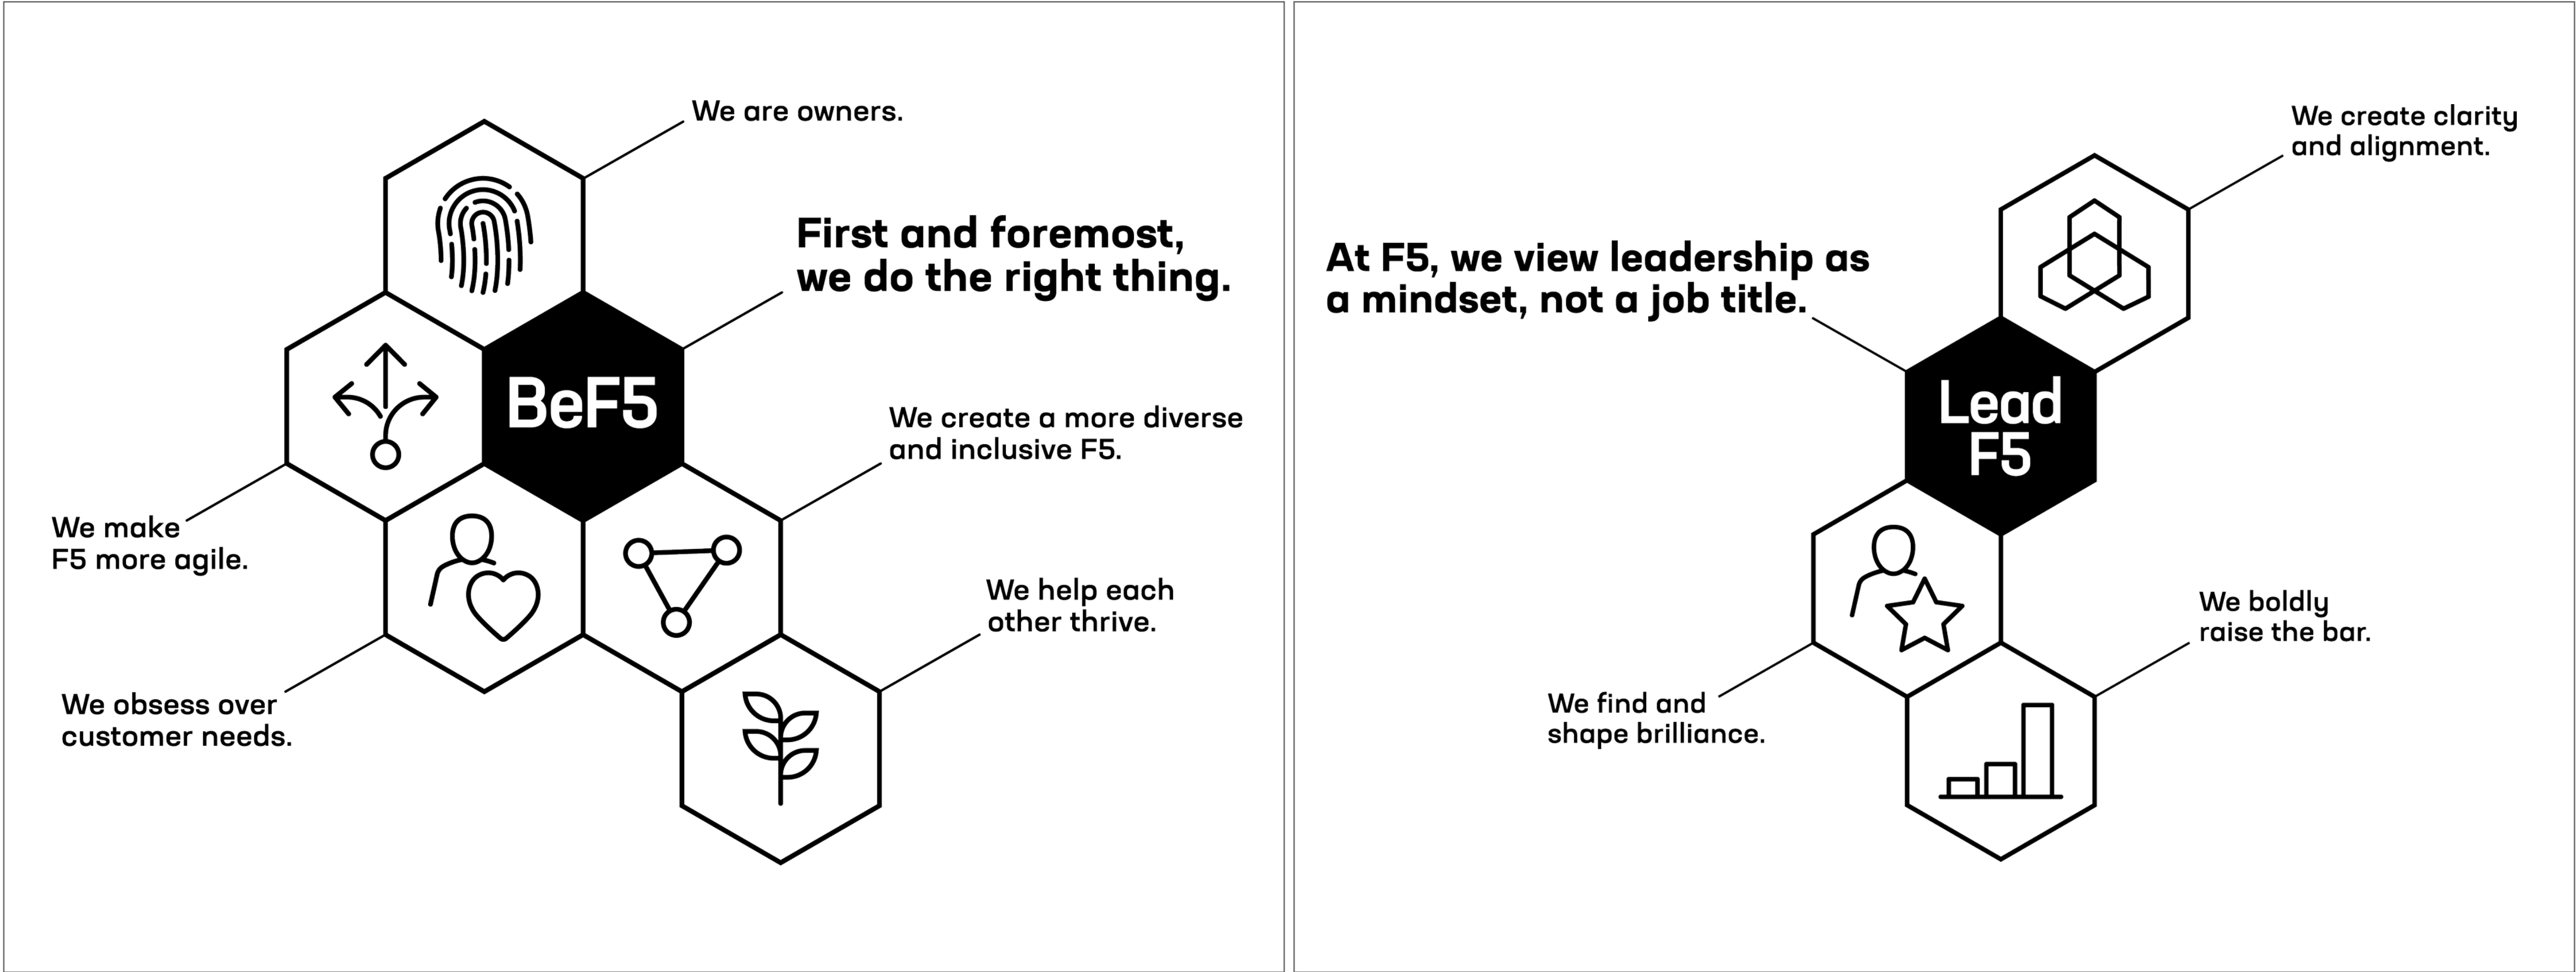 We are owners.
First and foremost,
we do the right thing.
BeF5
We create a more diverse
and inclusive F5.
We make
F5 more agile.
We help each
other thrive.
We obsess over
customer needs.
We create clarity
and alignment.
At F5, we view leadership as
a mindset, not a job title.
Lead
F5
We boldly
raise the bar.
We find and
shape brilliance.